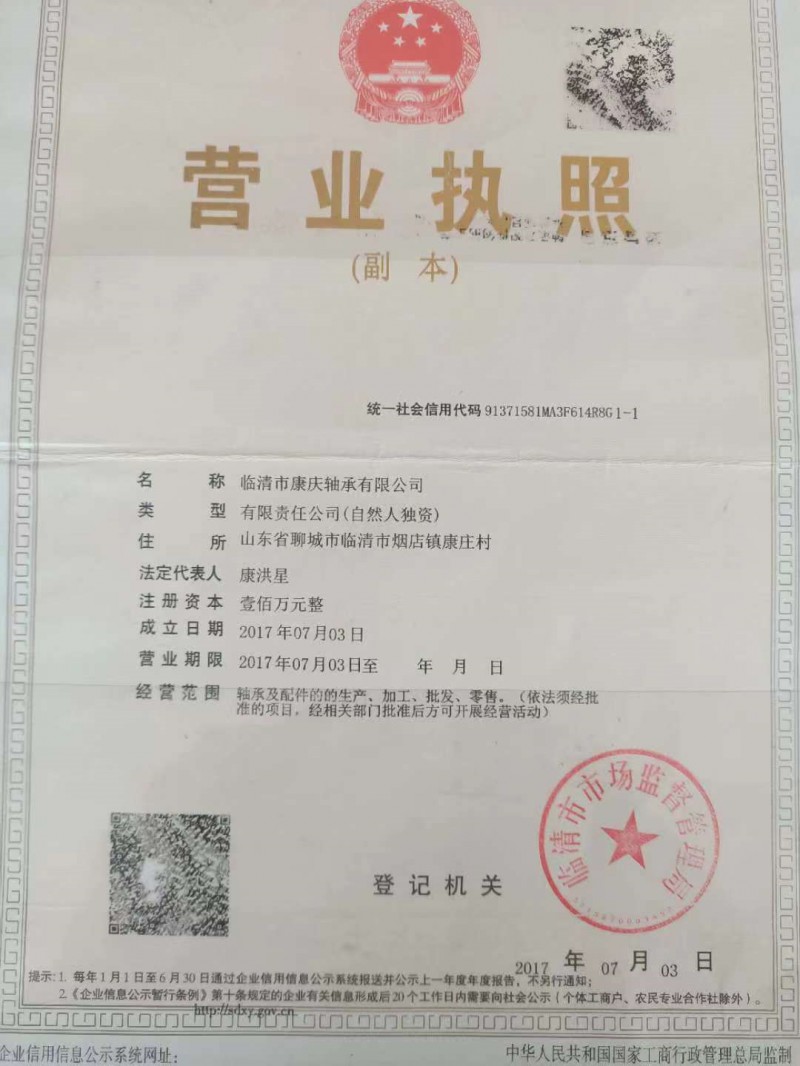 营业执照
(副本)
统一社会信用代码 91371581MA3F614R8G 1-1
名称 临清市康庆轴承有限公司
类型 有限责任公司(自然人独资)
住所 山东省聊城市临清市烟店镇康庄村
法定代表人 康洪星
注册资本 壹佰万元整
成立日期 2017年07月03日
营业期限 2017年07月03日至 年 月 日
经营范围 轴承及配件的的生产、加工、批发、零售。（依法须经批
准的项目，经相关部门批准后方可开展经营活动）
临清市市场监督管理局
登记机关
2017 年 07 月 03 日
提示：1. 每年1月1日至6月30日通过企业信用信息公示系统报送并公示上一年度年度报告，不另行通知；
2.《企业信息公示暂行条例》第十条规定的企业有关信息形成后20个工作日内需要向社会公示（个体工商户、农民专业合作社除外）。
http://sdxy.gov.cn
企业信用信息公示系统网址：
中华人民共和国国家工商行政管理总局监制